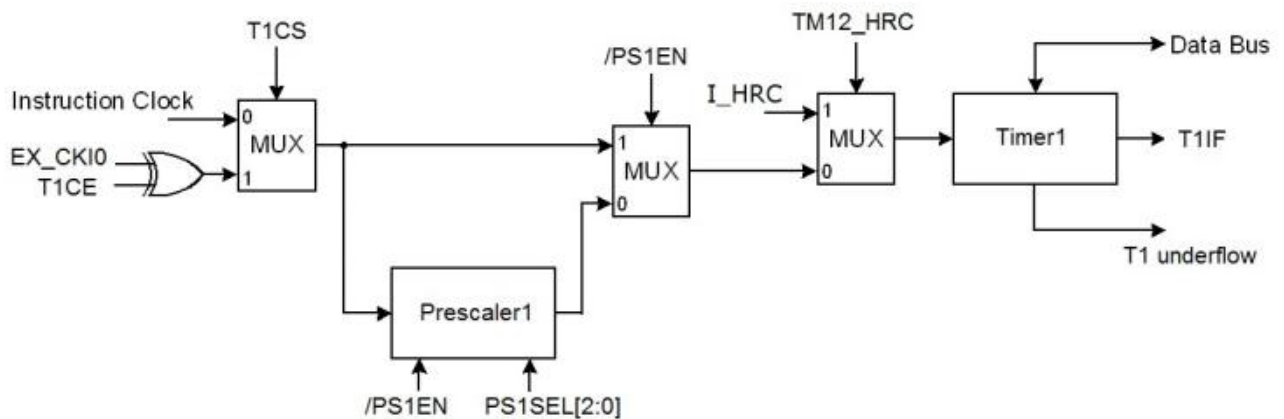 T1CS
TM12_HRC
/PS1EN
Data Bus
Instruction Clock
0
MUX
I_HRC
1
MUX
Timer1
T1IF
EX_CKI0
T1CE
1
1
MUX
0
0
T1 underflow
Prescaler1
/PS1EN
PS1SEL[2:0]